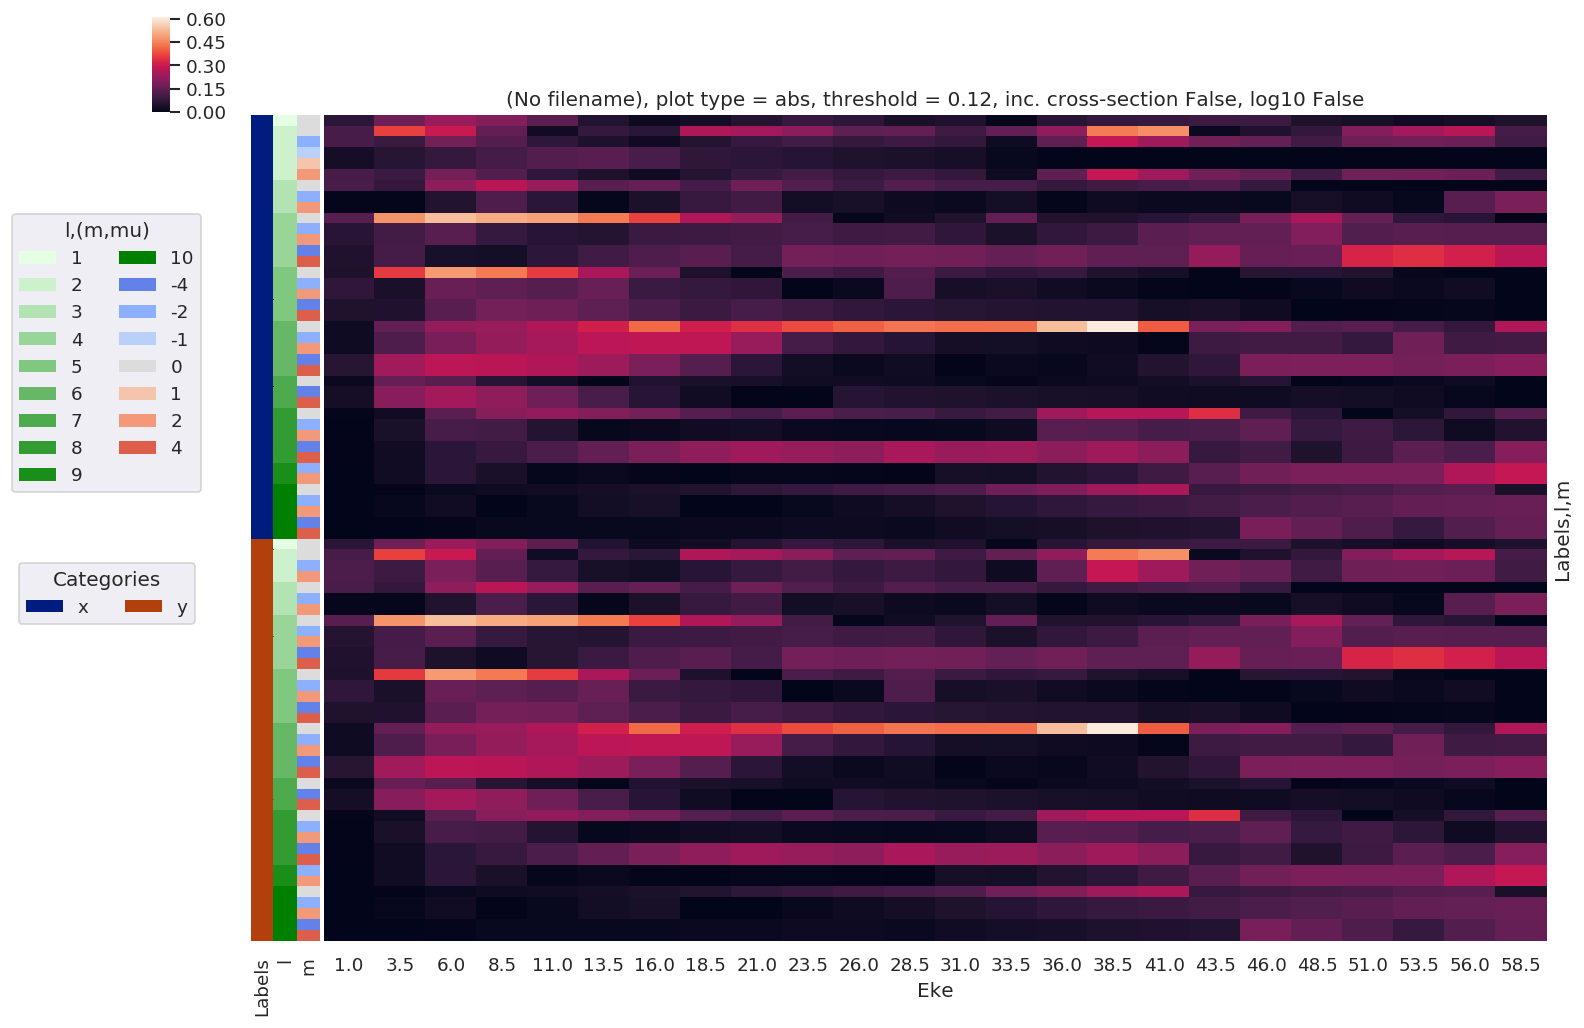 0.60
0.45
0.30
0.15
0.00
(No filename), plot type = abs, threshold = 0.12, inc. cross-section False, log10 False
l,(m,mu)
1 10
2 -4
3 -2
4 -1
5 0
6 1
7 2
8 4
9
Categories
x y
Labels,l,m
Labels
l
m
1.0 3.5 6.0 8.5 11.0 13.5 16.0 18.5 21.0 23.5 26.0 28.5 31.0 33.5 36.0 38.5 41.0 43.5 46.0 48.5 51.0 53.5 56.0 58.5
Eke